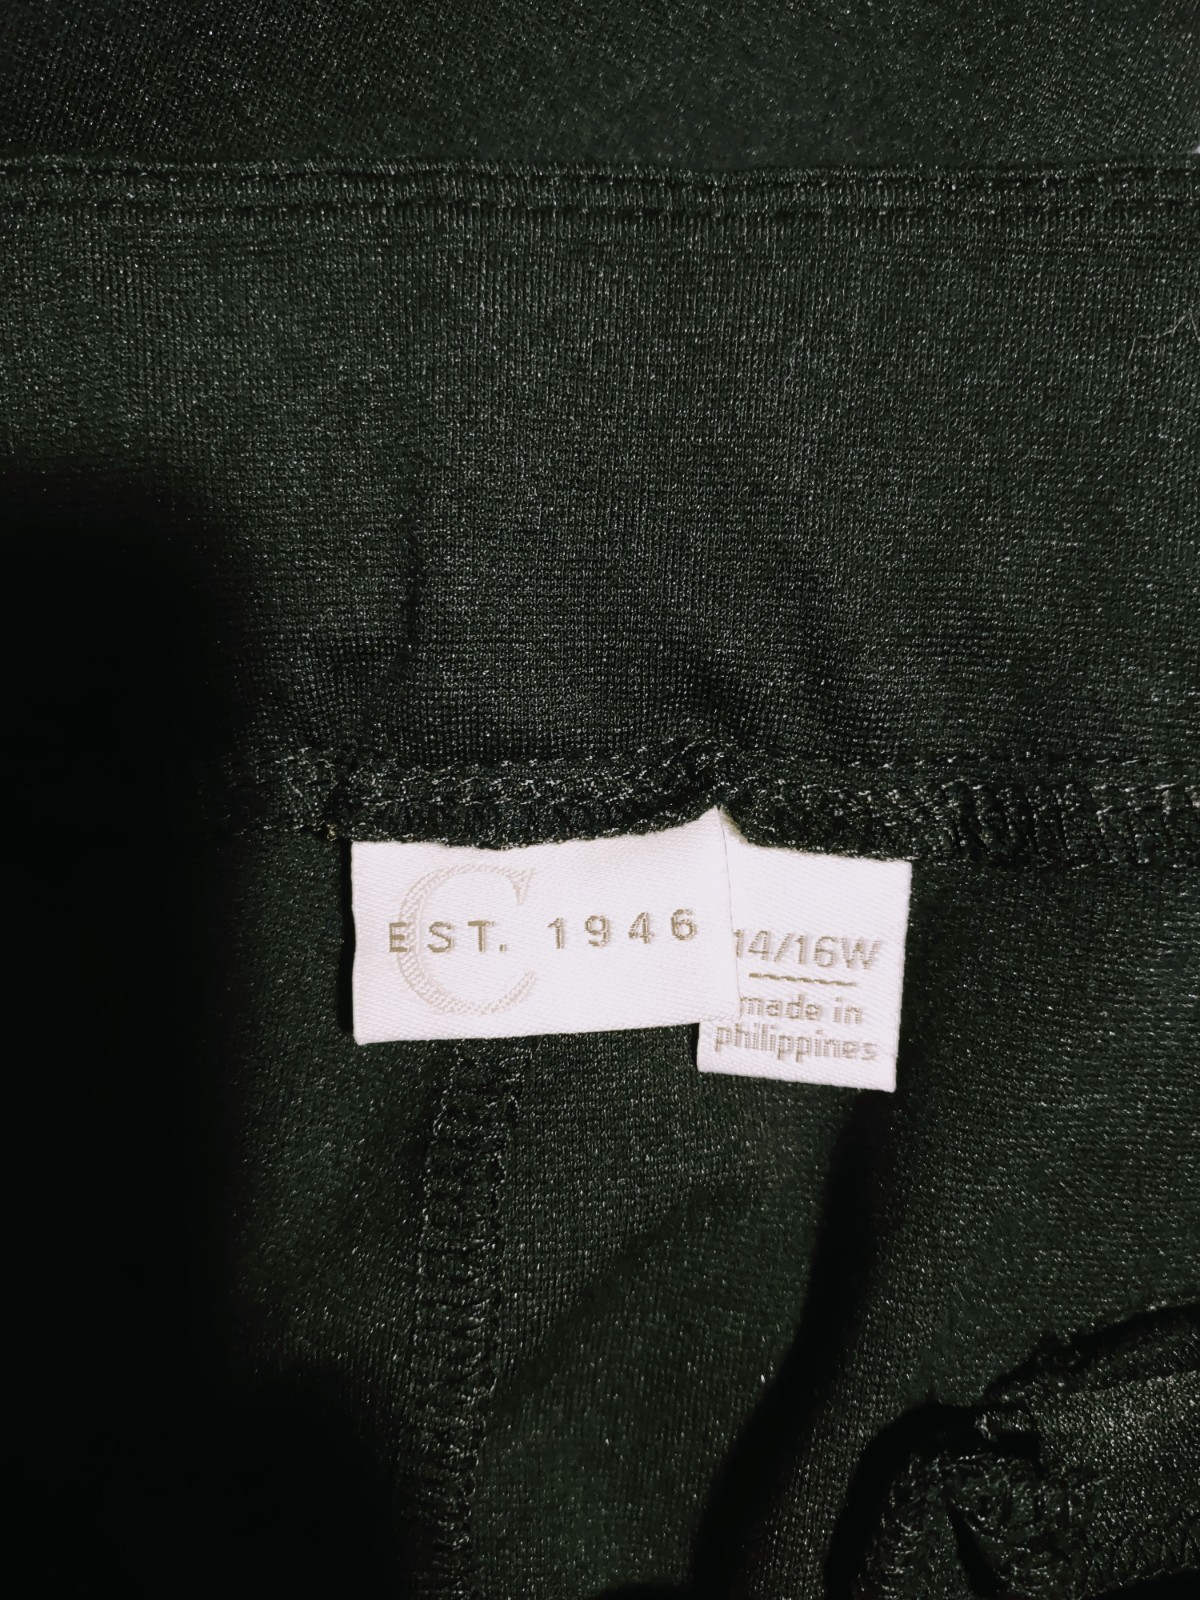 C
EST. 1946
14/16W
made in
philippines